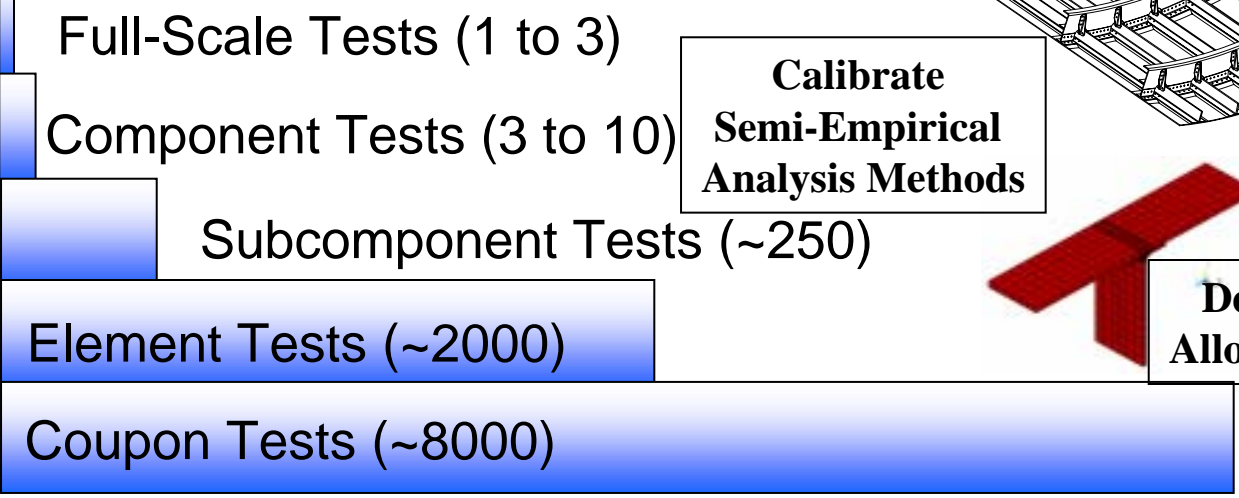 Full-Scale Tests (1 to 3)
Component Tests (3 to 10)
Calibrate
Semi-Empirical
Analysis Methods
Subcomponent Tests (~250)
Element Tests (~2000)
Coupon Tests (~8000)